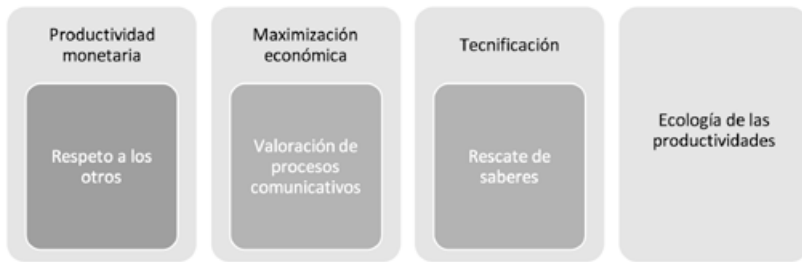 Productividad
monetaria
Respeto a los
otros
Maximización
económica
Valoración de
procesos
comunicativos
Tecnificación
Rescate de
saberes
Ecología de las
productividades